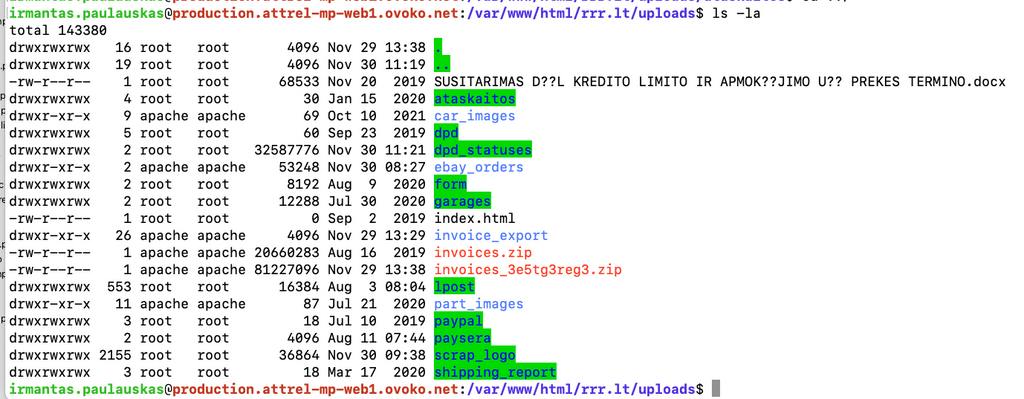 irmantas.paulauskas@production.attrel-mp-web1.ovoko.net:/var/www/html/rrr.lt/uploads$ ls -la
total 143380
drwxrwxrwx 16 root root 4096 Nov 29 13:38 .
drwxrwxrwx 19 root root 4096 Nov 30 11:19 ..
-rw-r--r-- 1 root root 68533 Nov 20 2019 SUSITARIMAS D??L KREDITO LIMITO IR APMOK??JIMO U?? PREKES TERMINO.docx
drwxrwxrwx 4 root root 30 Jan 15 2020 ataskaitos
drwxr-xr-x 9 apache apache 69 Oct 10 2021 car_images
drwxrwxrwx 5 root root 60 Sep 23 2019 dpd
drwxrwxrwx 2 root root 32587776 Nov 30 11:21 dpd_statuses
drwxr-xr-x 2 apache apache 53248 Nov 30 08:27 ebay_orders
drwxrwxrwx 2 root root 8192 Aug 9 2020 form
drwxrwxrwx 2 root root 12288 Jul 30 2020 garages
-rw-r--r-- 1 root root 0 Sep 2 2019 index.html
drwxr-xr-x 26 apache apache 4096 Nov 29 13:29 invoice_export
-rw-r--r-- 1 apache apache 20660283 Aug 16 2019 invoices.zip
-rw-r--r-- 1 apache apache 81227096 Nov 29 13:38 invoices_3e5tg3reg3.zip
drwxrwxrwx 553 root root 16384 Aug 3 08:04 lpost
drwxr-xr-x 11 apache apache 87 Jul 21 2020 part_images
drwxrwxrwx 3 root root 18 Jul 10 2019 paypal
drwxrwxrwx 2 root root 4096 Aug 11 07:44 paysera
drwxrwxrwx 2155 root root 36864 Nov 30 09:38 scrap_logo
drwxrwxrwx 3 root root 18 Mar 17 2020 shipping_report
irmantas.paulauskas@production.attrel-mp-web1.ovoko.net:/var/www/html/rrr.lt/uploads$